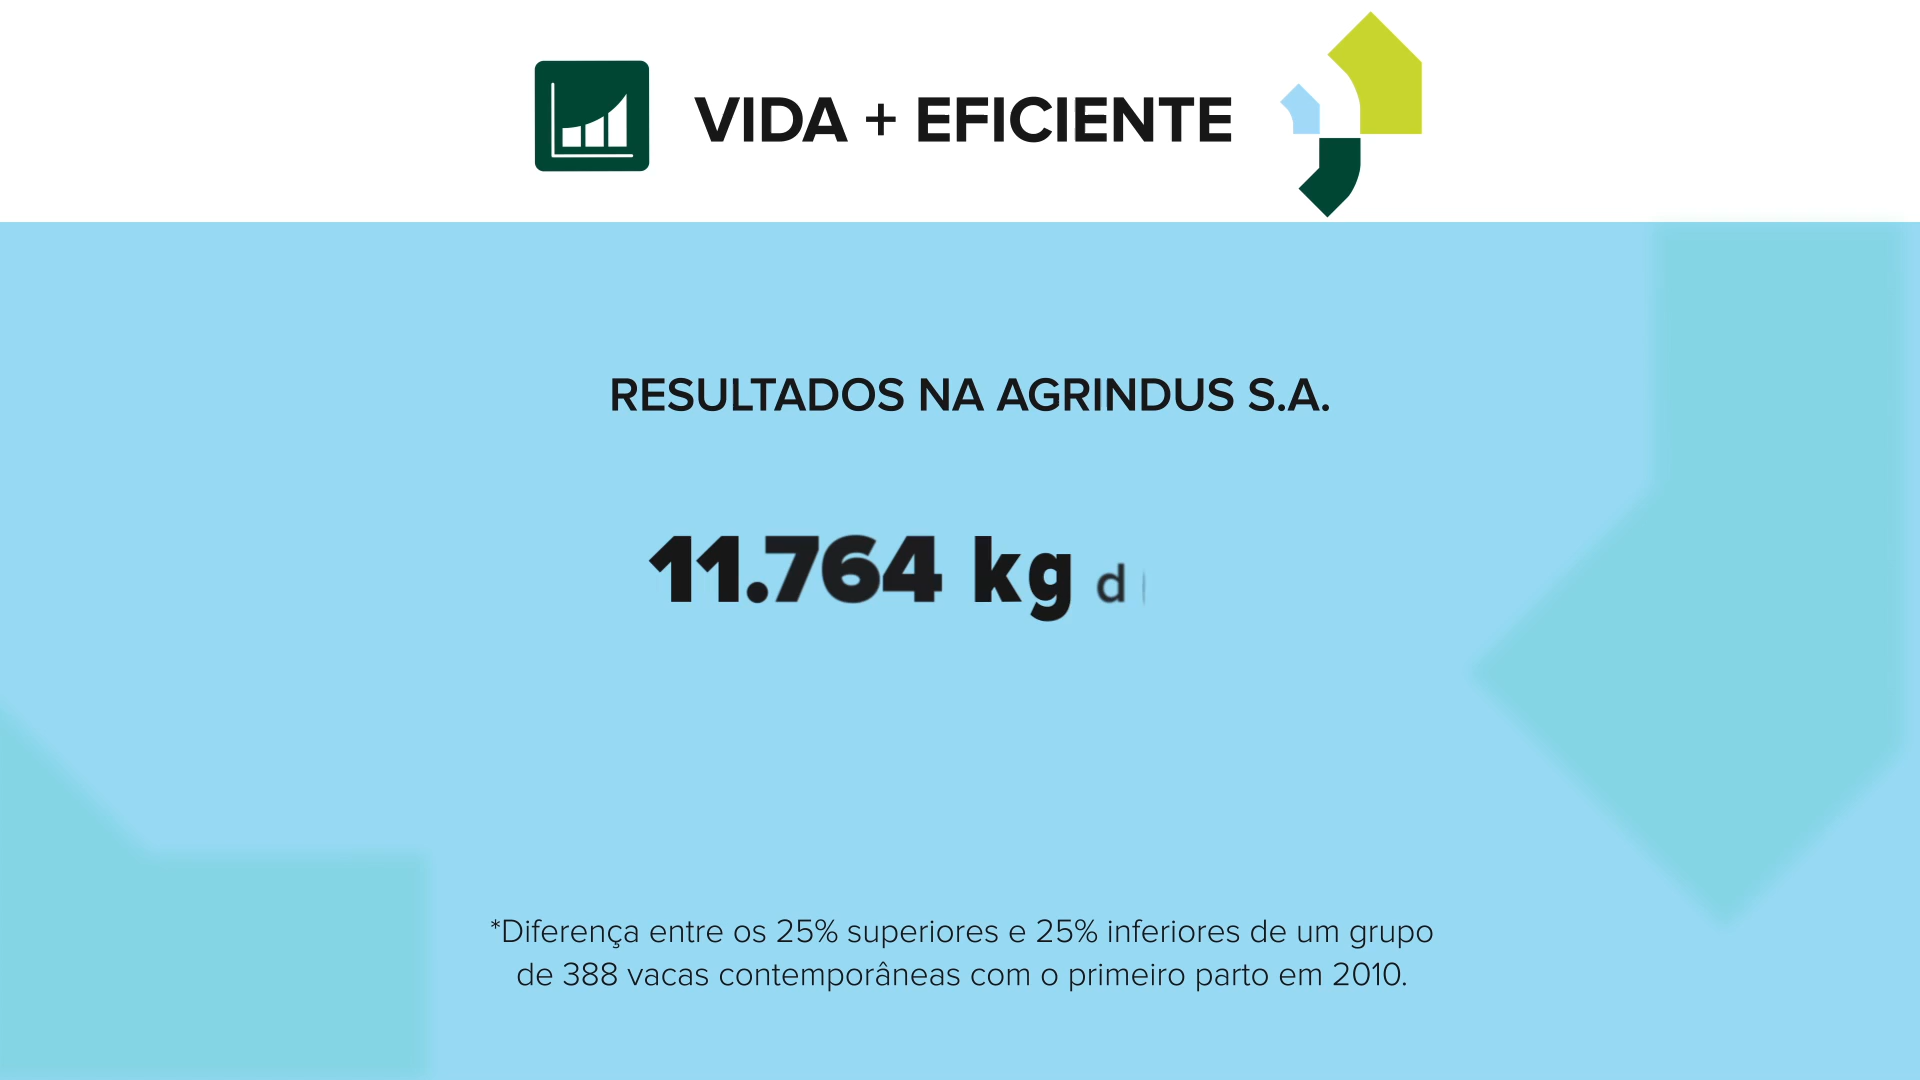 VIDA + EFICIENTE
RESULTADOS NA AGRINDUS S.A.
11.764 kg d
*Diferença entre os 25% superiores e 25% inferiores de um grupo
de 388 vacas contemporâneas com o primeiro parto em 2010.